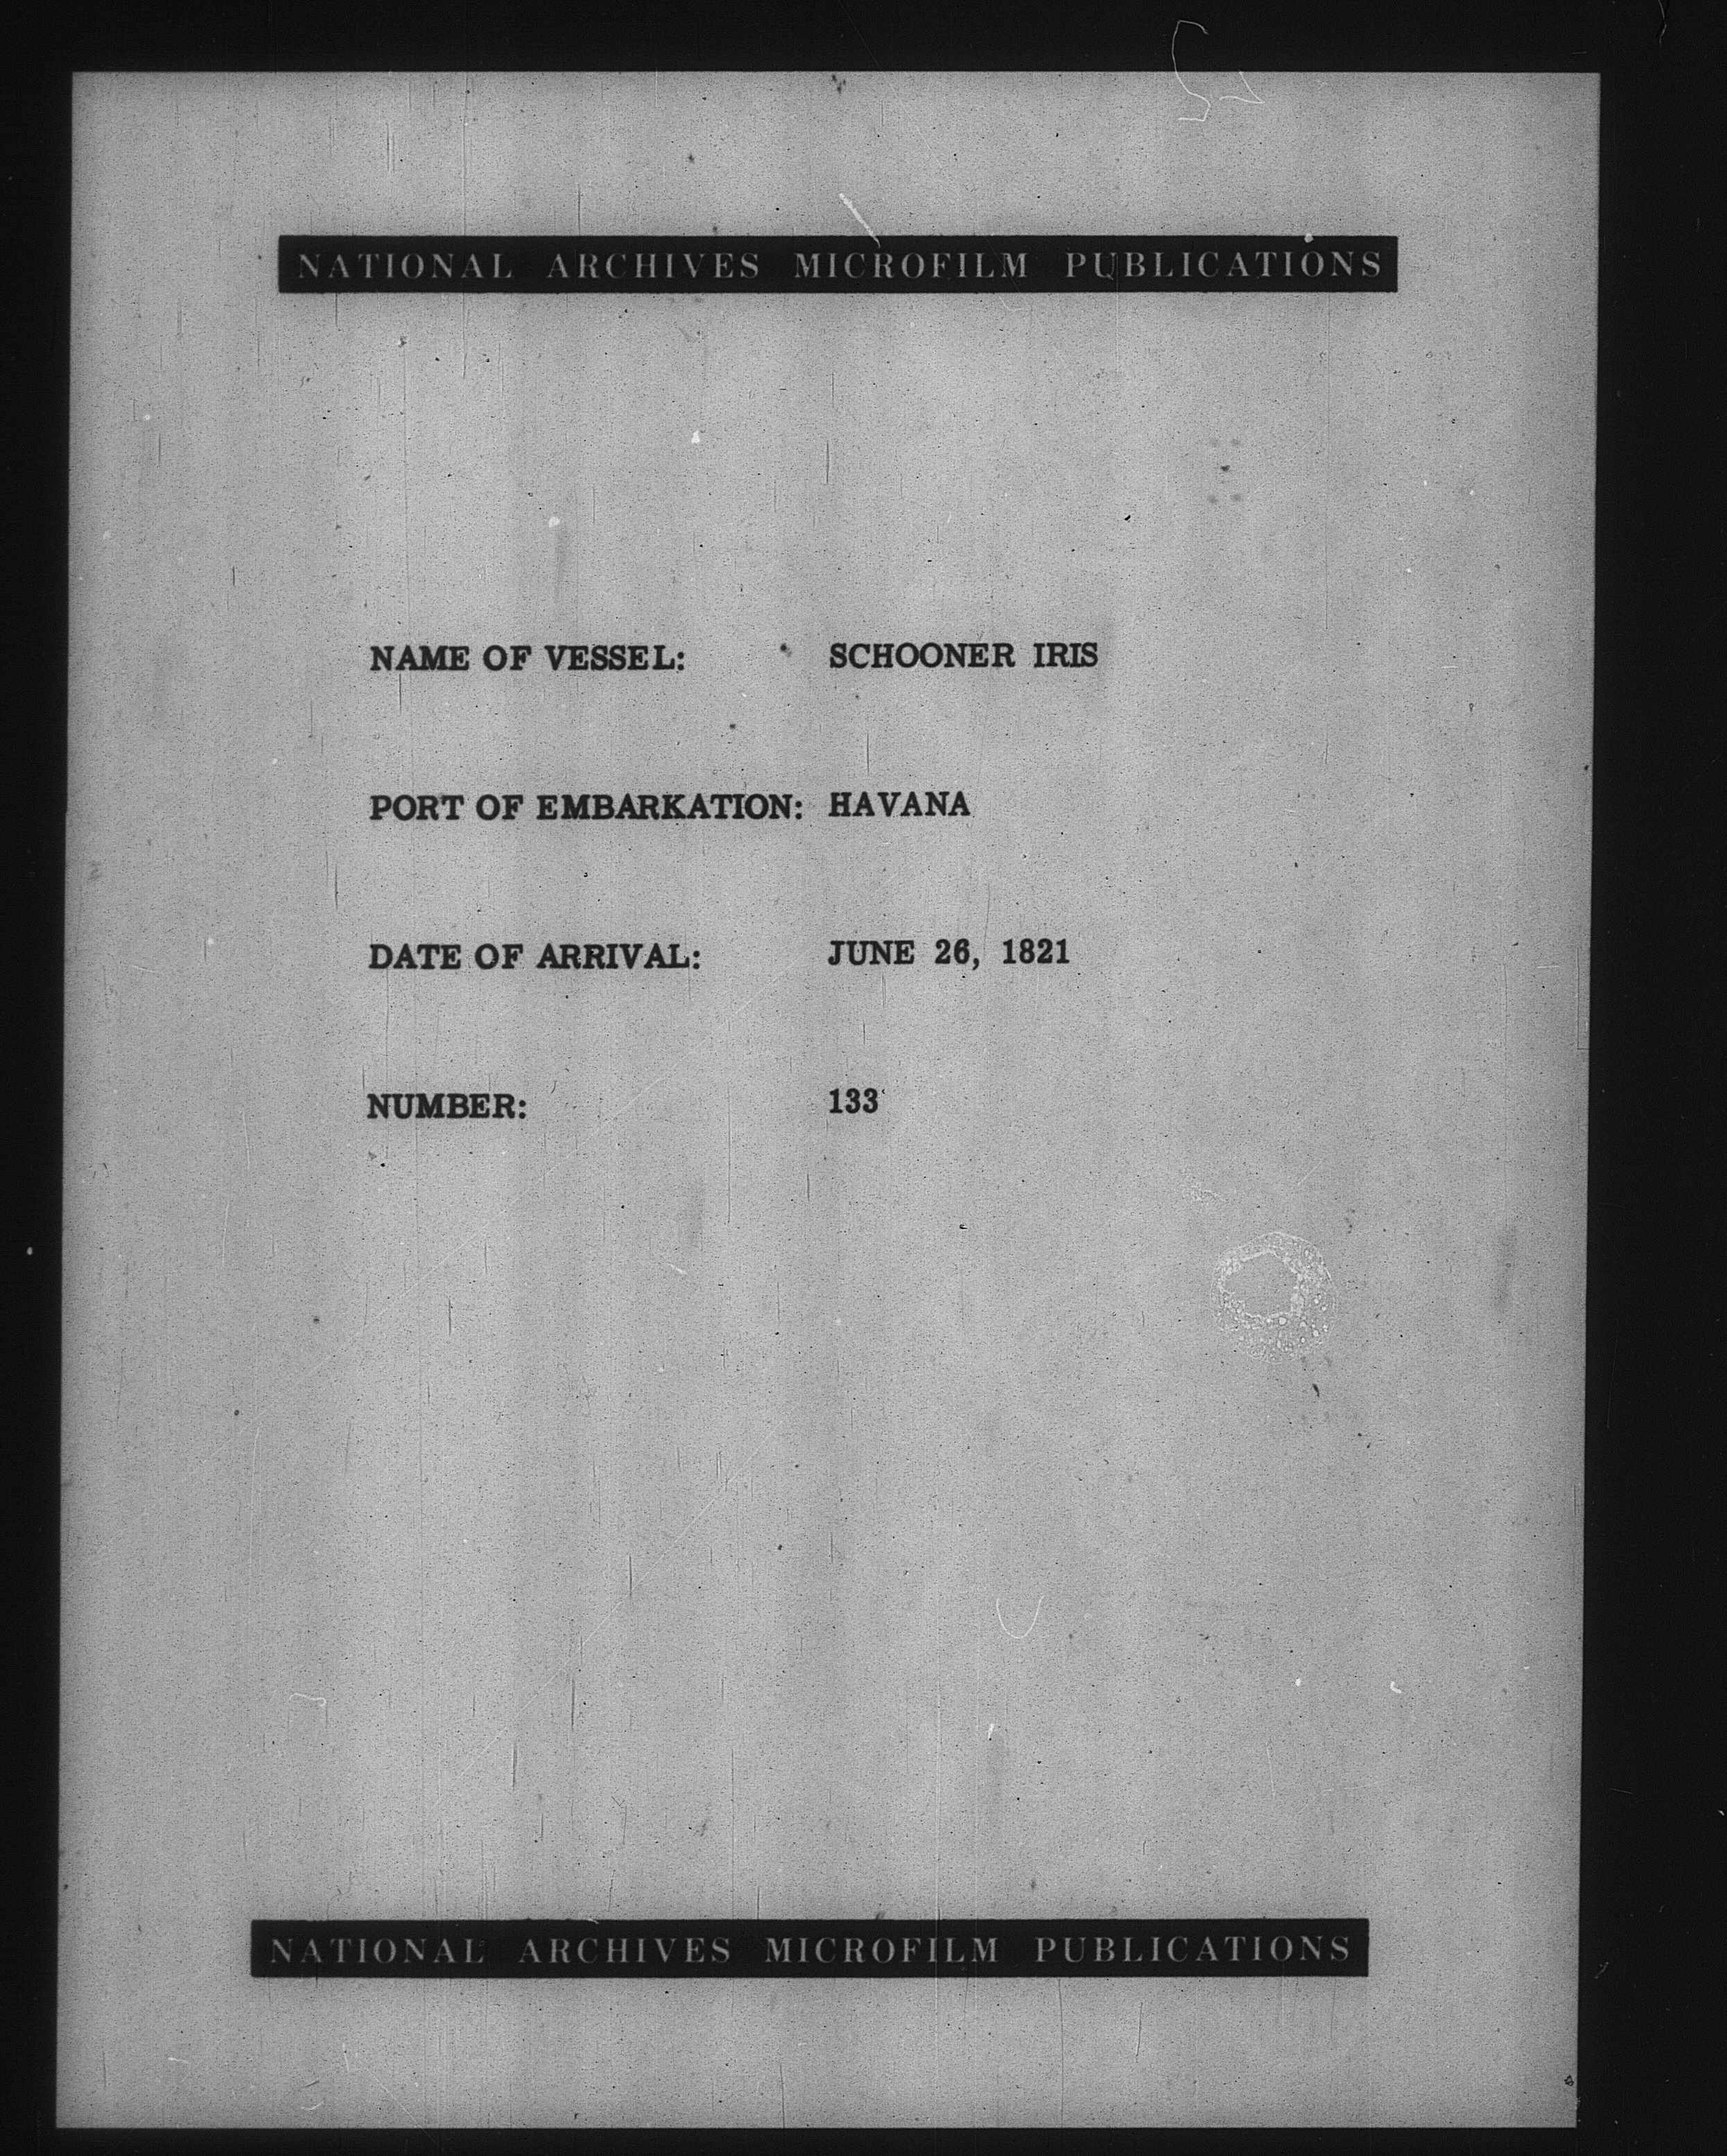 NATIONAL ARCHIVES MICROFILM PUBLICATIONS
NAME OF VESSEL: SCHOONER IRIS
PORT OF EMBARKATION: HAVANA
DATE OF ARRIVAL: JUNE 26, 1821
NUMBER: 133
NATIONAL ARCHIVES MICROFILM PUBLICATIONS